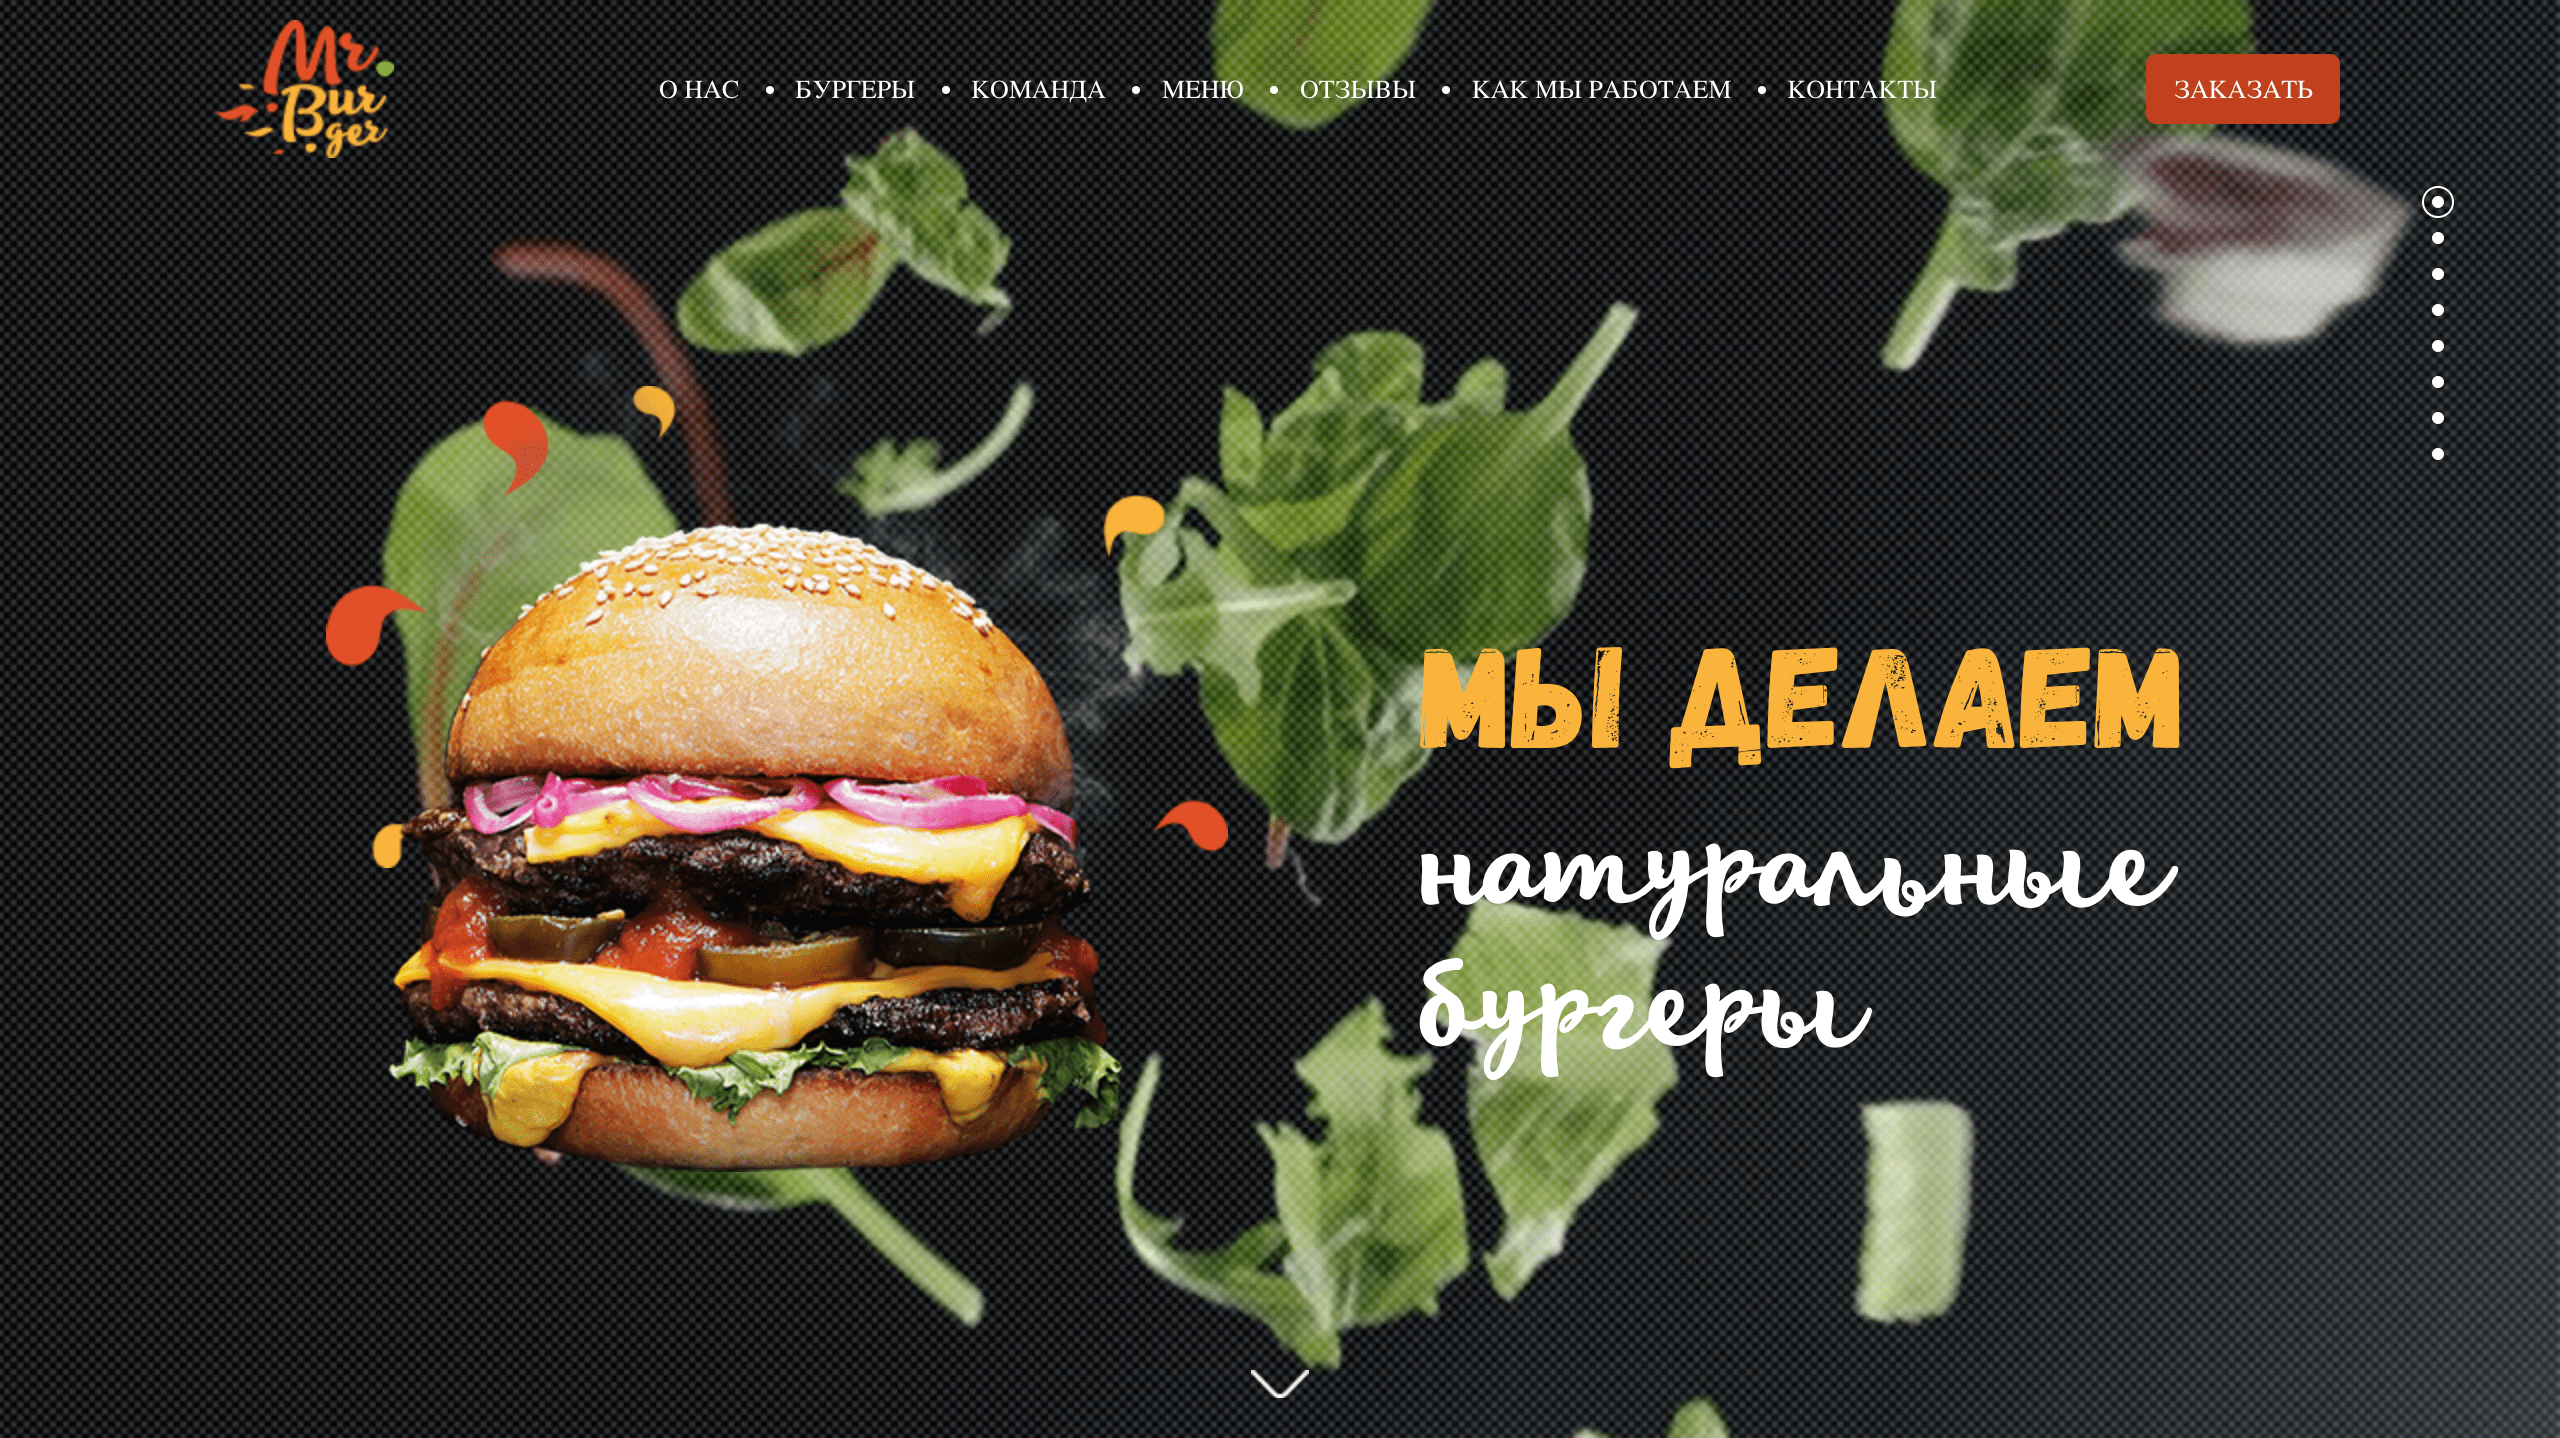 Mr.
Bur
ger
О НАС • БУРГЕРЫ • КОМАНДА • МЕНЮ • ОТЗЫВЫ • КАК МЫ РАБОТАЕМ • КОНТАКТЫ
ЗАКАЗАТЬ
МЫ ДЕЛАЕМ
натуральные
бургеры